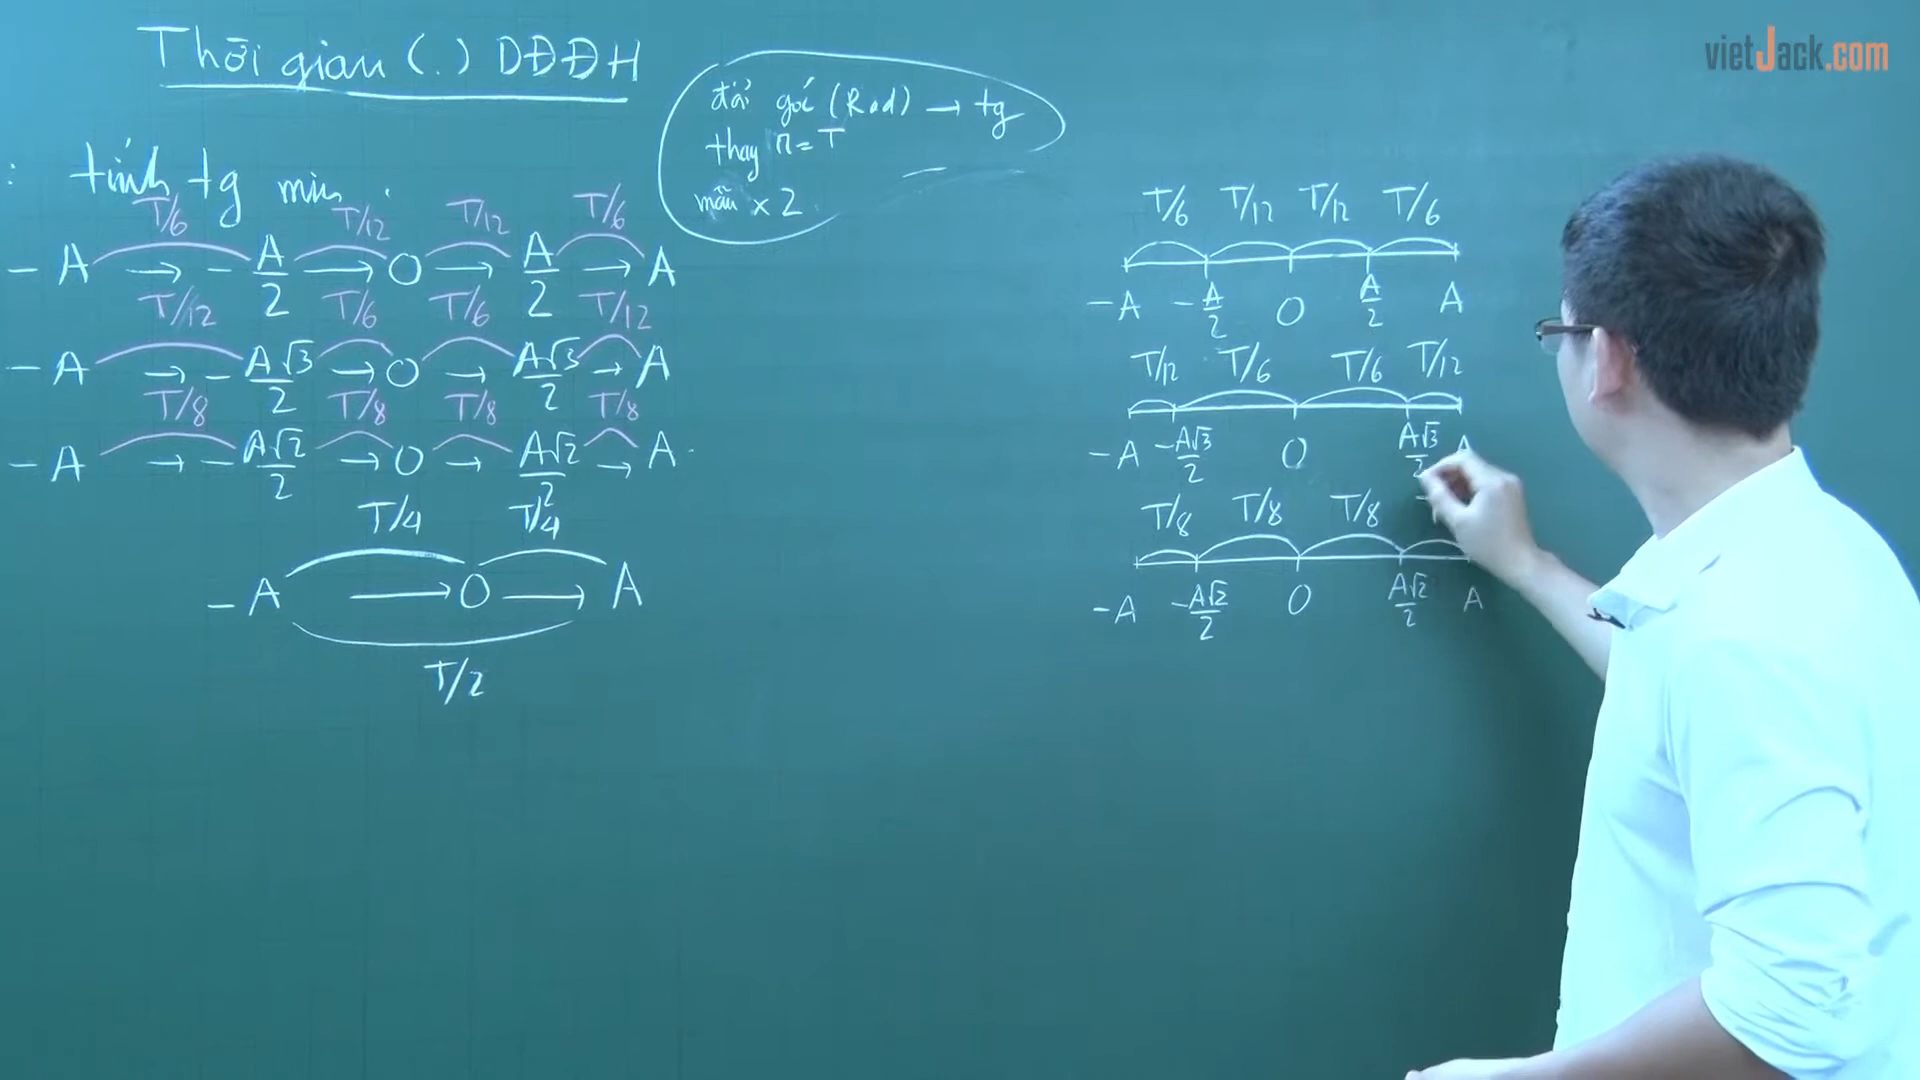 vietJack.com
Thời gian (.) DĐĐH
đổi góc (Rad) → tg
thay π = T
mẫu x 2
: tính tg min.
T/6 T/12 T/12 T/6
-A → -A/2 → O → A/2 → A
T/12 T/6 T/6 T/12
-A → -A√3/2 → O → A√3/2 → A
T/8 T/8 T/8 T/8
-A → -A√2/2 → O → A√2/2 → A
T/4 T/4
-A → O → A
T/2
T/6 T/12 T/12 T/6
-A -A/2 O A/2 A
T/12 T/6 T/6 T/12
-A -A√3/2 O A√3/2 A
T/8 T/8 T/8
-A -A√2/2 O A√2/2 A